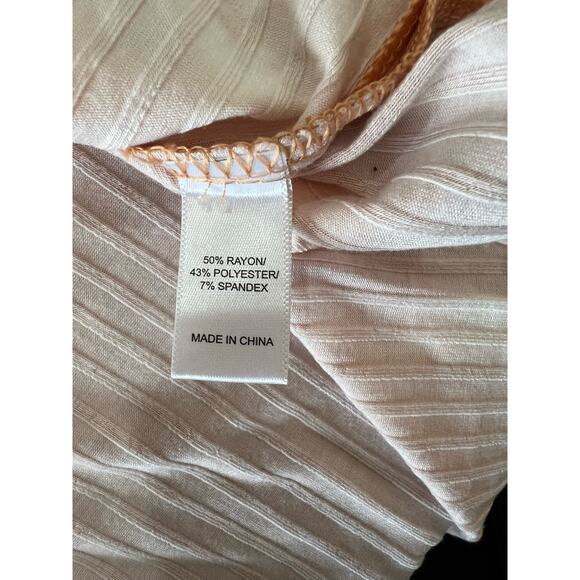 50% RAYON/
43% POLYESTER/
7% SPANDEX
MADE IN CHINA